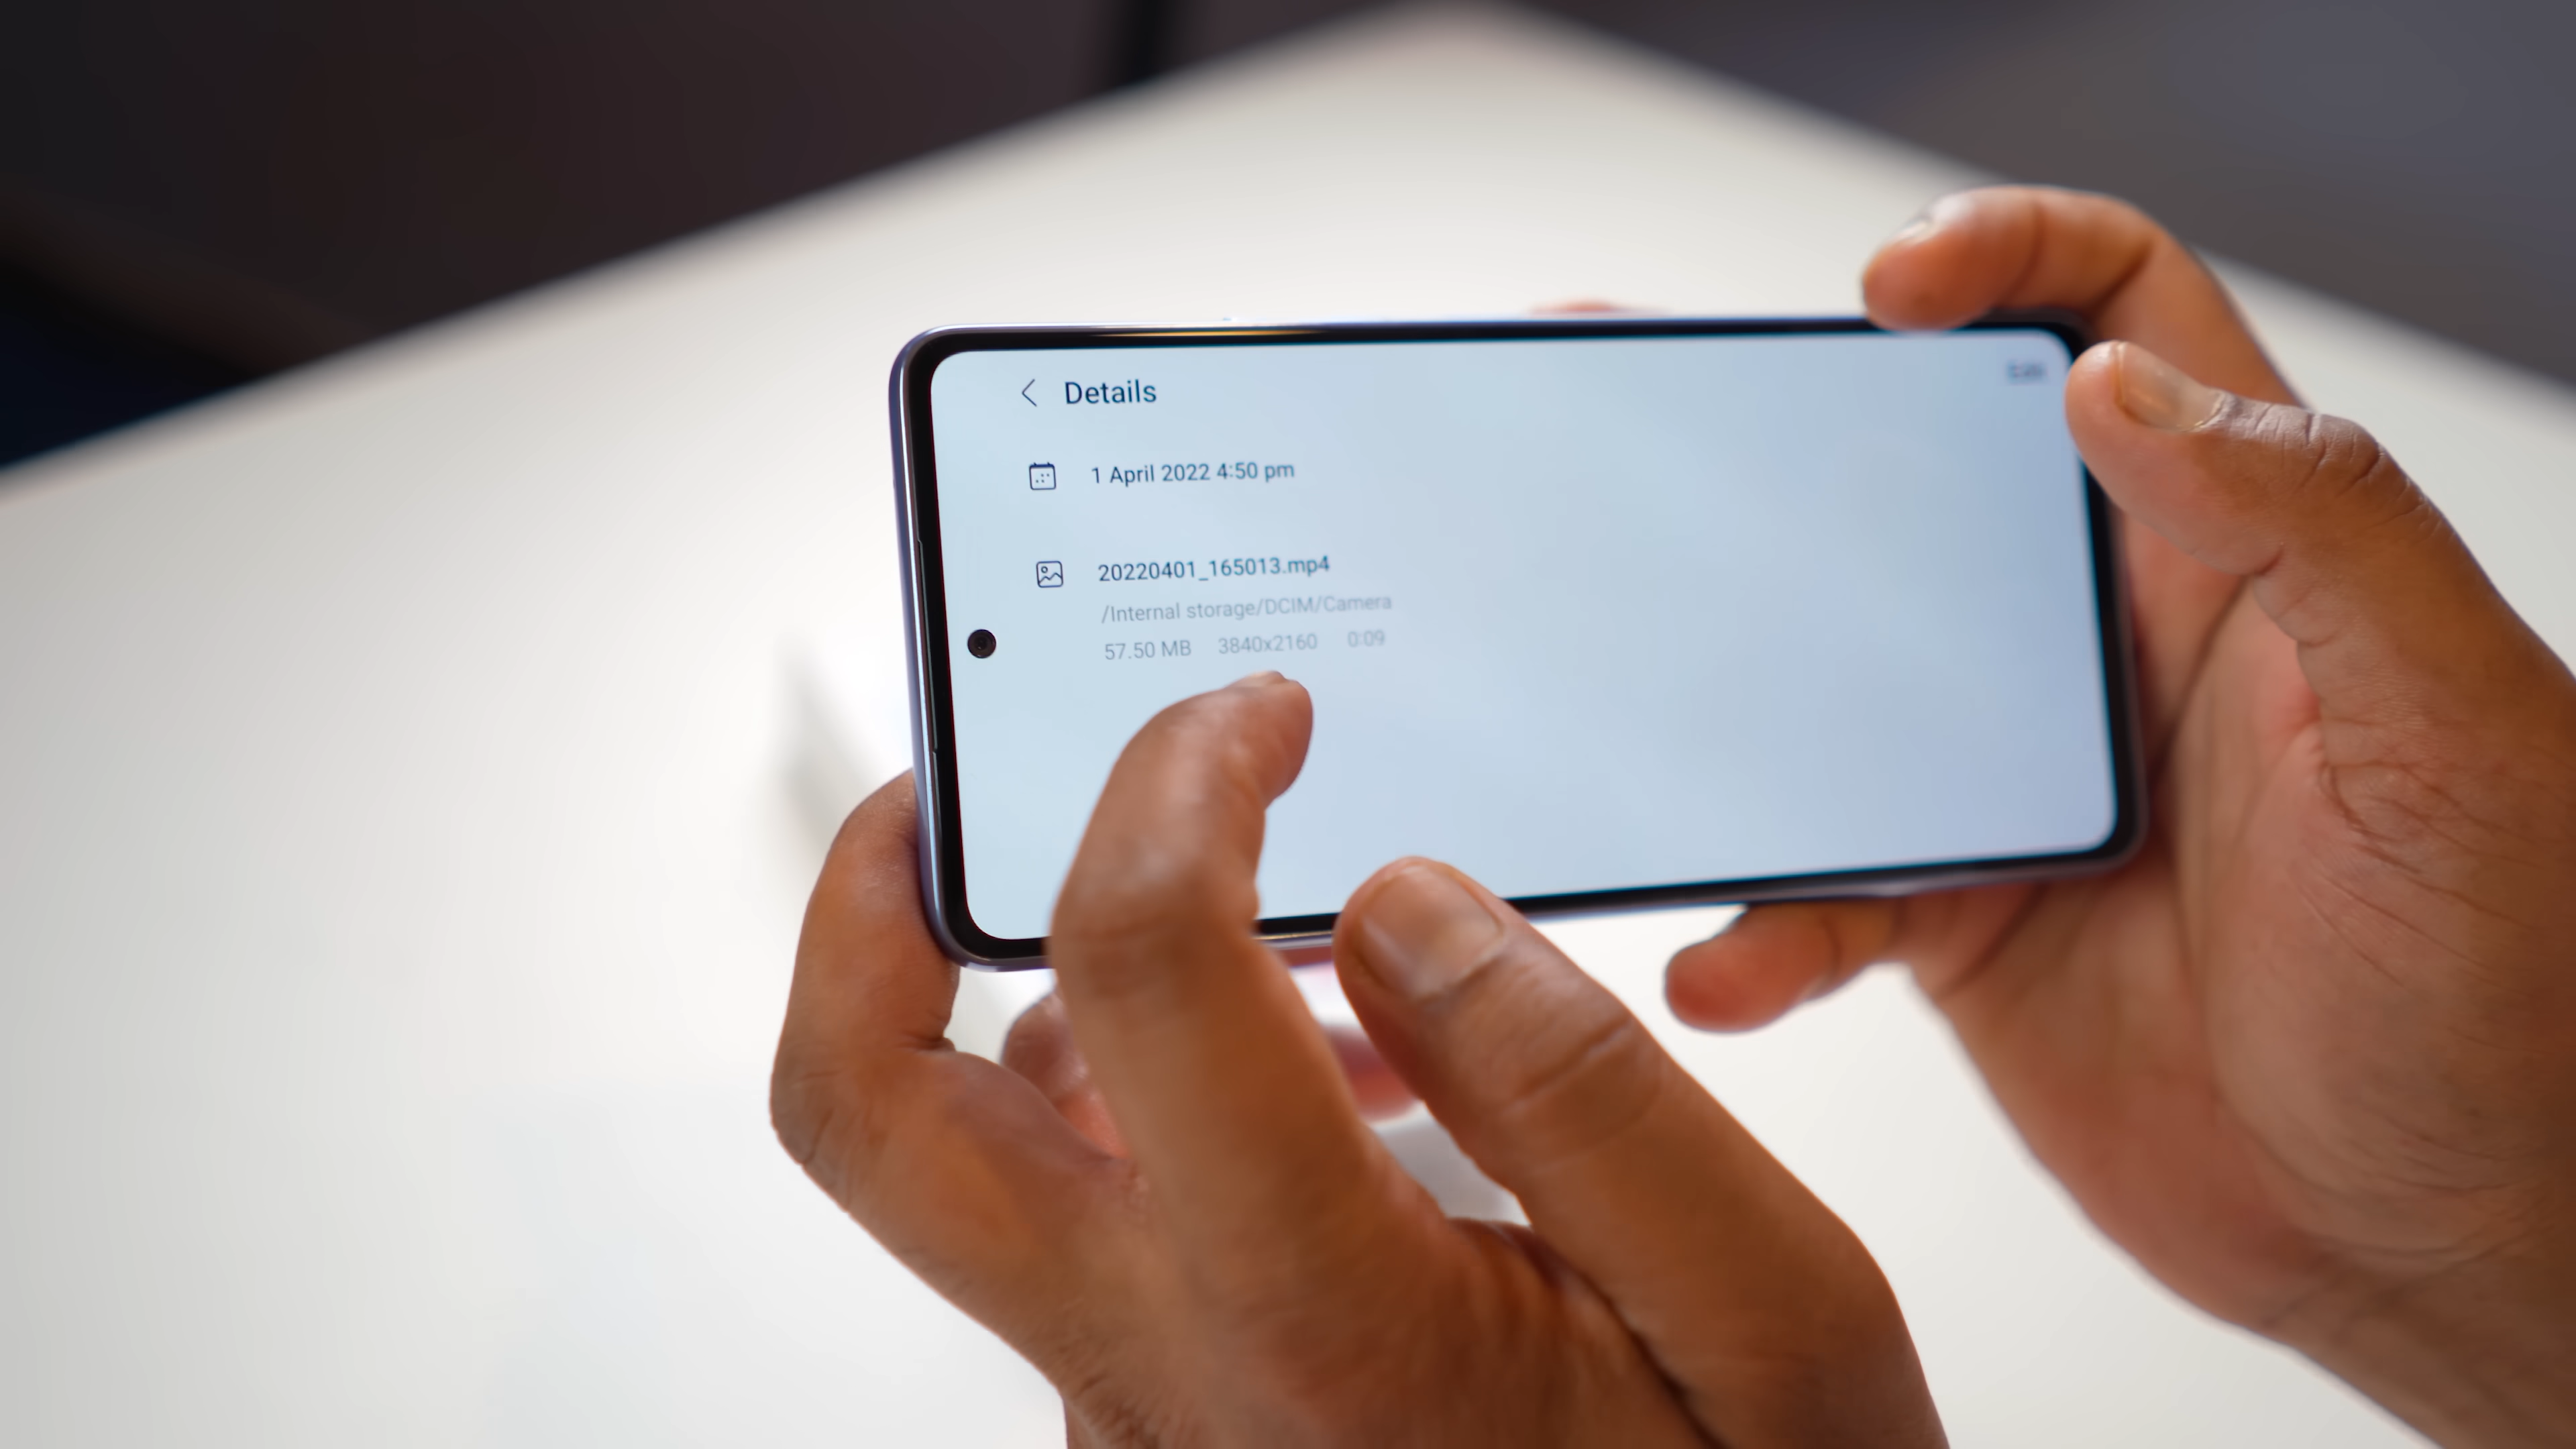 Details
Edit
1 April 2022 4:50 pm
20220401_165013.mp4
/Internal storage/DCIM/Camera
57.50 MB 3840x2160 0:09